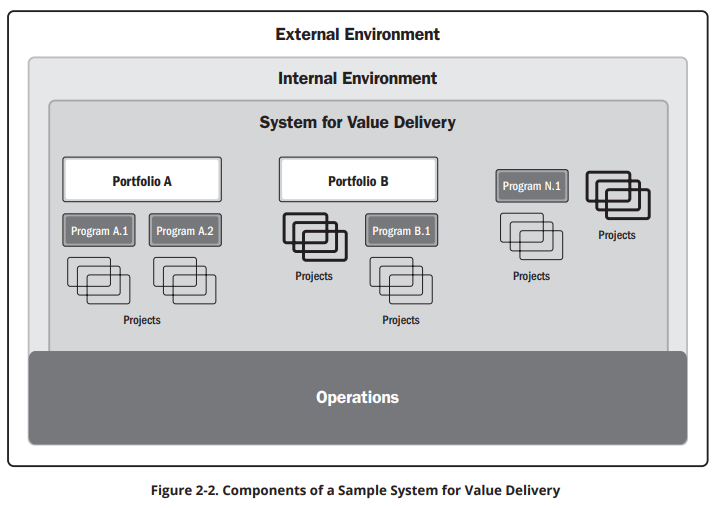 External Environment
Internal Environment
System for Value Delivery
Portfolio A
Portfolio B
Program N.1
Program A.1
Program A.2
Program B.1
Projects
Projects
Projects
Projects
Projects
Operations
Figure 2-2. Components of a Sample System for Value Delivery